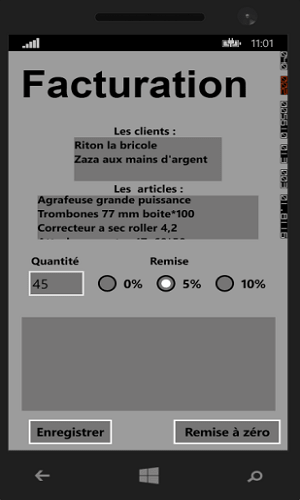 11:01
Facturation
Les clients :
Riton la bricole
Zaza aux mains d'argent
Les articles :
Agrafeuse grande puissance
Trombones 77 mm boite*100
Correcteur a sec roller 4,2
Quantité Remise
45 0% 5% 10%
Enregistrer Remise à zéro